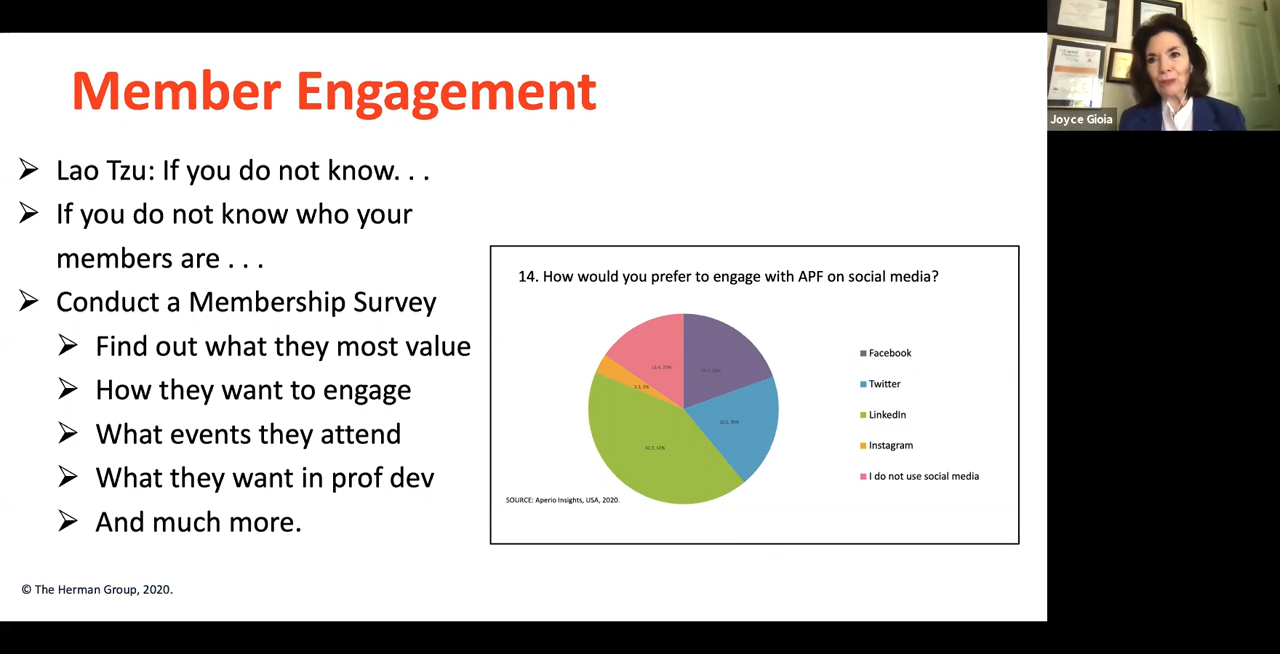 Member Engagement
Lao Tzu: If you do not know. . .
If you do not know who your
members are . . .
Conduct a Membership Survey
Find out what they most value
How they want to engage
What events they attend
What they want in prof dev
And much more.
14. How would you prefer to engage with APF on social media?
Facebook
Twitter
LinkedIn
Instagram
I do not use social media
SOURCE: Aperio Insights, USA, 2020.
© The Herman Group, 2020.
Joyce Gioia